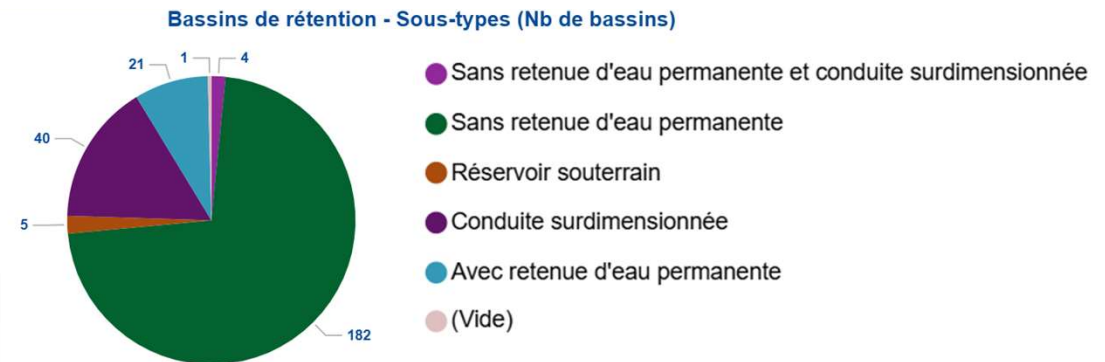 Bassins de rétention - Sous-types (Nb de bassins)
1
4
21
40
5
182
Sans retenue d'eau permanente et conduite surdimensionnée
Sans retenue d'eau permanente
Réservoir souterrain
Conduite surdimensionnée
Avec retenue d'eau permanente
(Vide)